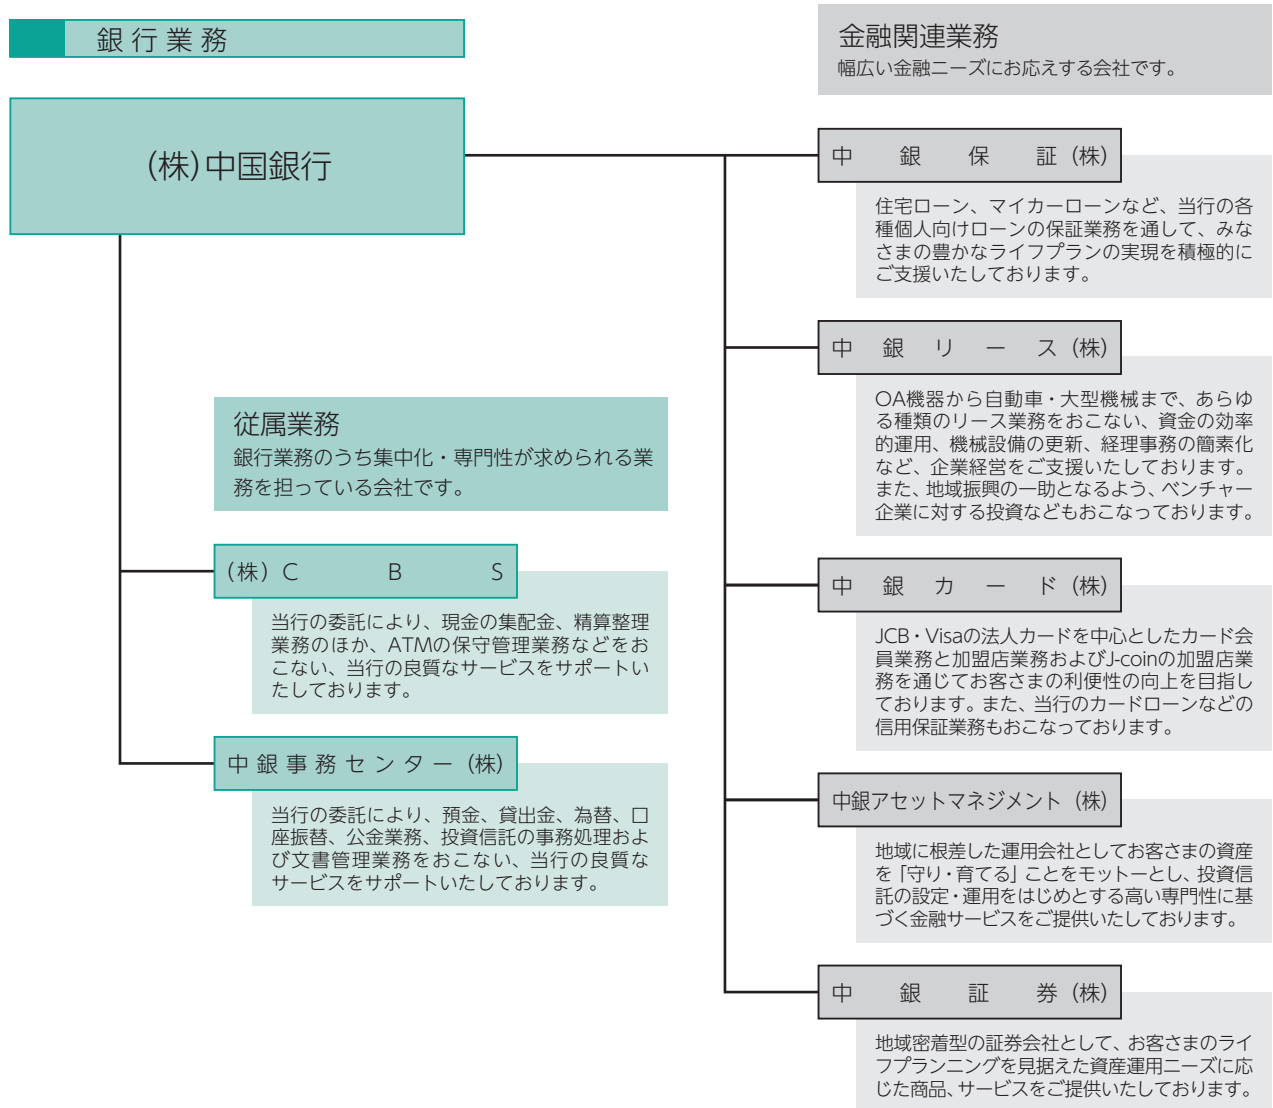 銀行業務
(株)中国銀行
従属業務
銀行業務のうち集中化・専門性が求められる業
務を担っている会社です。
(株)CBS
当行の委託により、現金の集配金、精算整理
業務のほか、ATMの保守管理業務などをお
こない、当行の良質なサービスをサポートい
たしております。
中銀事務センター(株)
当行の委託により、預金、貸出金、為替、口
座振替、公金業務、投資信託の事務処理およ
び文書管理業務をおこない、当行の良質な
サービスをサポートいたしております。
金融関連業務
幅広い金融ニーズにお応えする会社です。
中銀保証(株)
住宅ローン、マイカーローンなど、当行の各
種個人向けローンの保証業務を通して、みな
さまの豊かなライフプランの実現を積極的に
ご支援いたしております。
中銀リース(株)
OA機器から自動車・大型機械まで、あらゆ
る種類のリース業務をおこない、資金の効率
的運用、機械設備の更新、経理事務の簡素化
など、企業経営をご支援いたしております。
また、地域振興の一助となるよう、ベンチャー
企業に対する投資などもおこなっております。
中銀カード(株)
JCB・Visaの法人カードを中心としたカード会
員業務と加盟店業務およびJ-coinの加盟店業
務を通じてお客さまの利便性の向上を目指し
ております。また、当行のカードローンなどの
信用保証業務もおこなっております。
中銀アセットマネジメント(株)
地域に根差した運用会社としてお客さまの資産
を「守り・育てる」ことをモットーとし、投資信
託の設定・運用をはじめとする高い専門性に基
づく金融サービスをご提供いたしております。
中銀証券(株)
地域密着型の証券会社として、お客さまのライ
フプランニングを見据えた資産運用ニーズに応
じた商品、サービスをご提供いたしております。